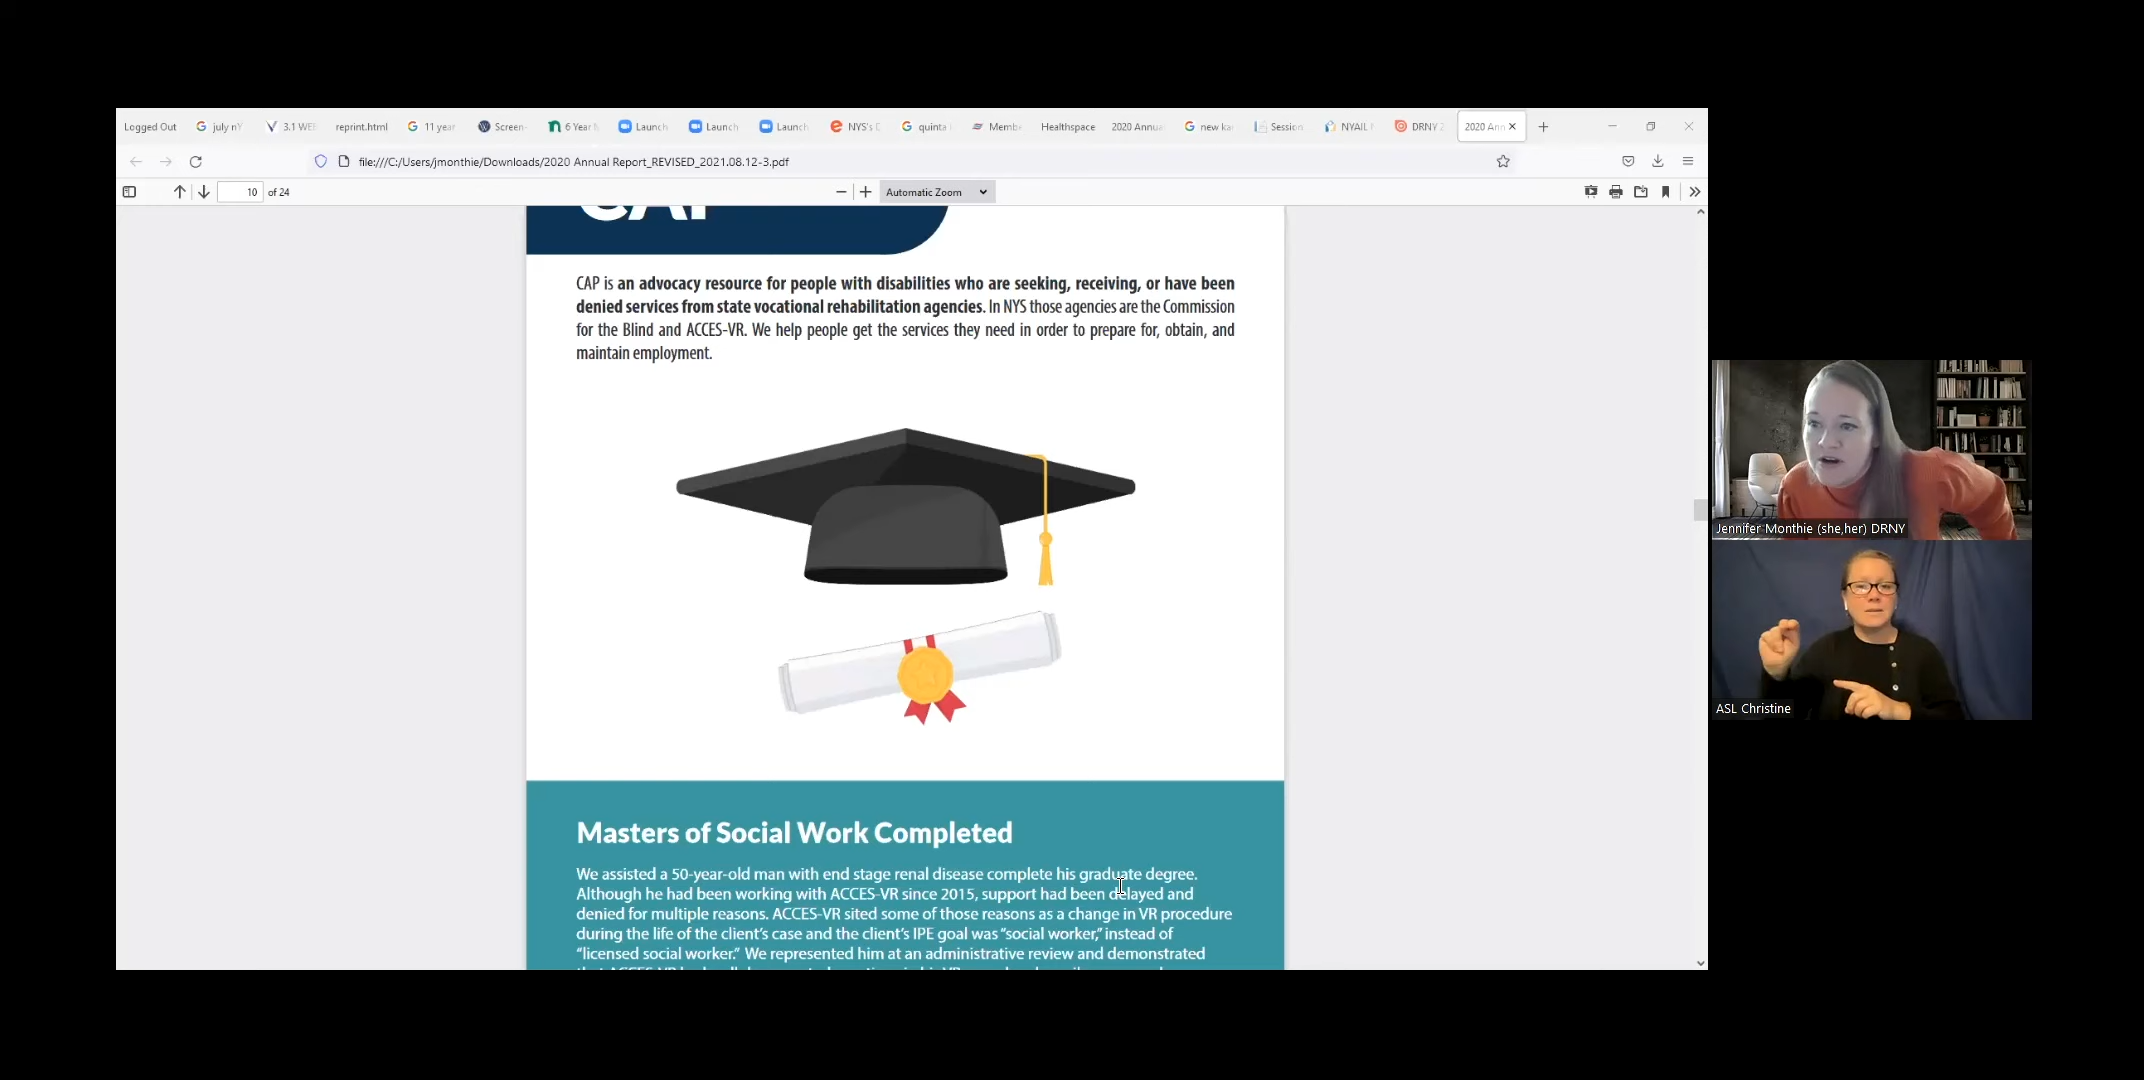 Logged Out july nY 3.1 WE reprint.html 11 year Screen- 6 Year Launch Launch Launch NYS's quinta Memb Healthspace 2020 Annua new ka Session NYAIL DRNY 2020 Ann
file:///C:/Users/jmonthie/Downloads/2020 Annual Report_REVISED_2021.08.12-3.pdf
10 of 24 Automatic Zoom
CAP
CAP is an advocacy resource for people with disabilities who are seeking, receiving, or have been
denied services from state vocational rehabilitation agencies. In NYS those agencies are the Commission
for the Blind and ACCES-VR. We help people get the services they need in order to prepare for, obtain, and
maintain employment.
Masters of Social Work Completed
We assisted a 50-year-old man with end stage renal disease complete his graduate degree.
Although he had been working with ACCES-VR since 2015, support had been delayed and
denied for multiple reasons. ACCES-VR sited some of those reasons as a change in VR procedure
during the life of the client's case and the client's IPE goal was "social worker," instead of
"licensed social worker." We represented him at an administrative review and demonstrated
Jennifer Monthie (she,her) DRNY
ASL Christine